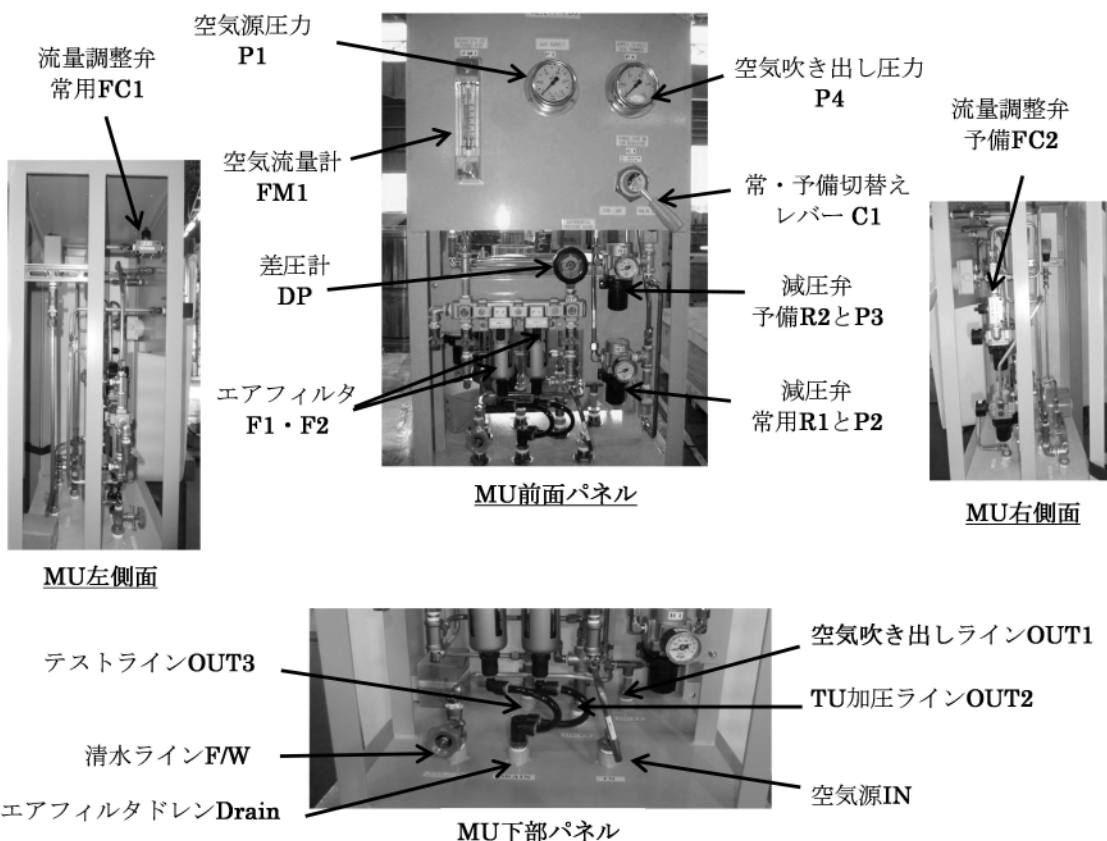 空気源圧力
P1
流量調整弁
常用FC1
空気吹き出し圧力
P4
流量調整弁
予備FC2
空気流量計
FM1
常・予備切替え
レバー C1
差圧計
DP
減圧弁
予備R2とP3
エアフィルタ
F1・F2
減圧弁
常用R1とP2
MU前面パネル
MU右側面
MU左側面
テストラインOUT3
空気吹き出しラインOUT1
TU加圧ラインOUT2
清水ラインF/W
エアフィルタドレンDrain
DRAIN
IN
空気源IN
MU下部パネル